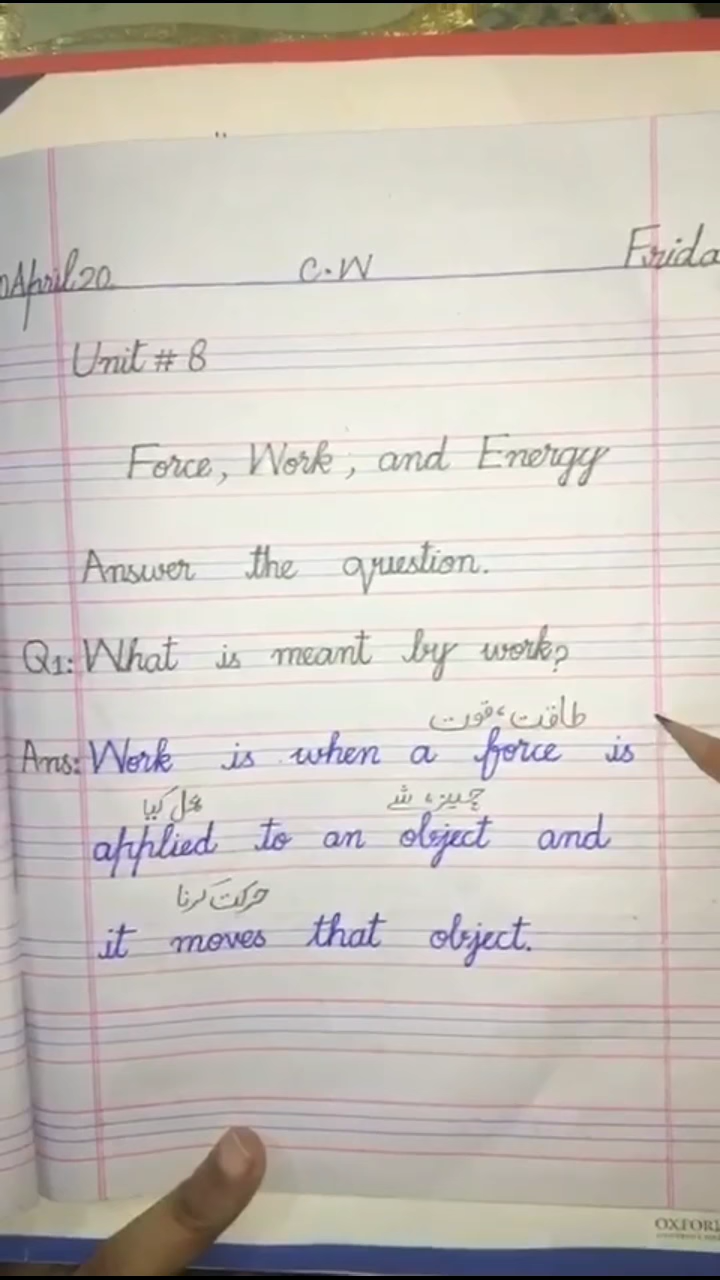 April 20 C.W Frida
Unit # 8
Force, Work, and Energy
Answer the question.
Q1: What is meant by work?
طاقت، قوت
Ans: Work is when a force is
عمل کیا چیز، شے
applied to an object and
حرکت کرنا
it moves that object.
OXFOR